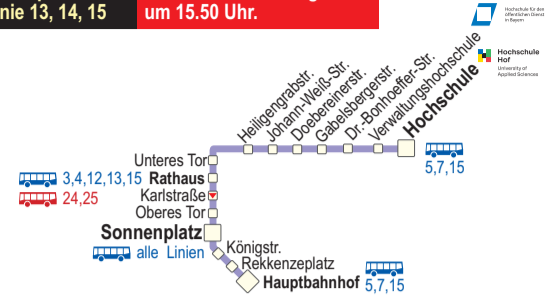 nie 13, 14, 15
um 15.50 Uhr.
Hochschule für den
öffentlichen Dienst
in Bayern
Hochschule
Hof
University of
Applied Sciences
Heiligengrabstr.
Johann-Weiß-Str.
Doebereinerstr.
Gabelsbergerstr.
Dr.-Bonhoeffer-Str.
Verwaltungshochschule
Hochschule
5,7,15
Unteres Tor
3,4,12,13,15 Rathaus
24,25 Karlstraße
Oberes Tor
Sonnenplatz
alle Linien
Königstr.
Rekkenzeplatz
Hauptbahnhof
5,7,15